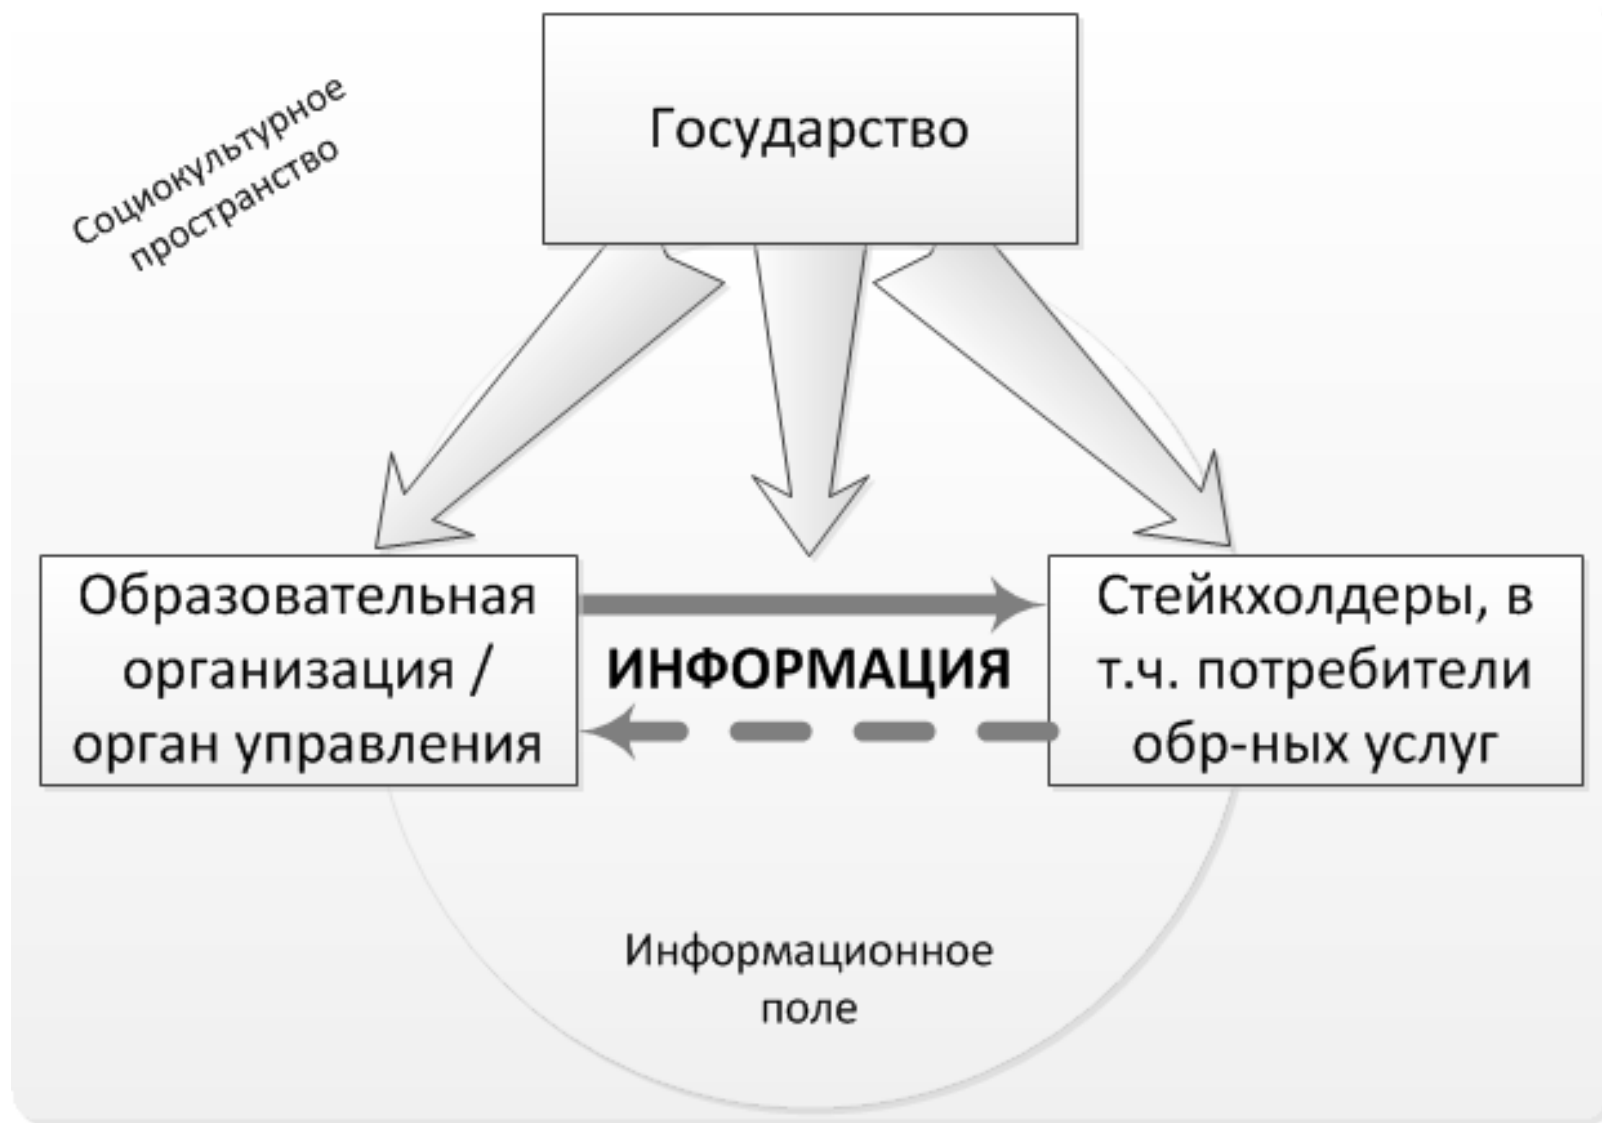 Социокультурное
пространство
Государство
Образовательная
организация /
орган управления
ИНФОРМАЦИЯ
Стейкхолдеры, в
т.ч. потребители
обр-ных услуг
Информационное
поле